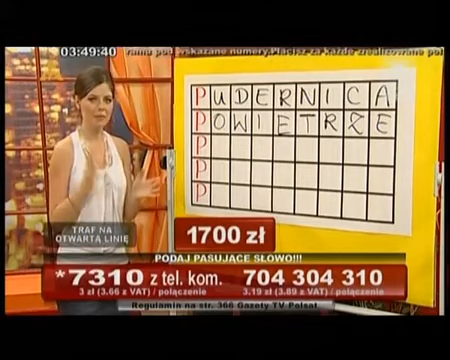 03:49:40 ramu pod wskazane numery.Płacisz za każde zrealizowane poł
PUDERNICA
POWIETRZE
P
P
P
TRAF NA
OTWARTĄ LINIĘ
1700 zł
PODAJ PASUJĄCE SŁOWO!!!
*7310 z tel. kom. 704 304 310
3 zł (3.66 z VAT) / połączenie 3.19 zł (3.89 z VAT) / połączenie
Regulamin na str. 366 Gazety TV Polsat